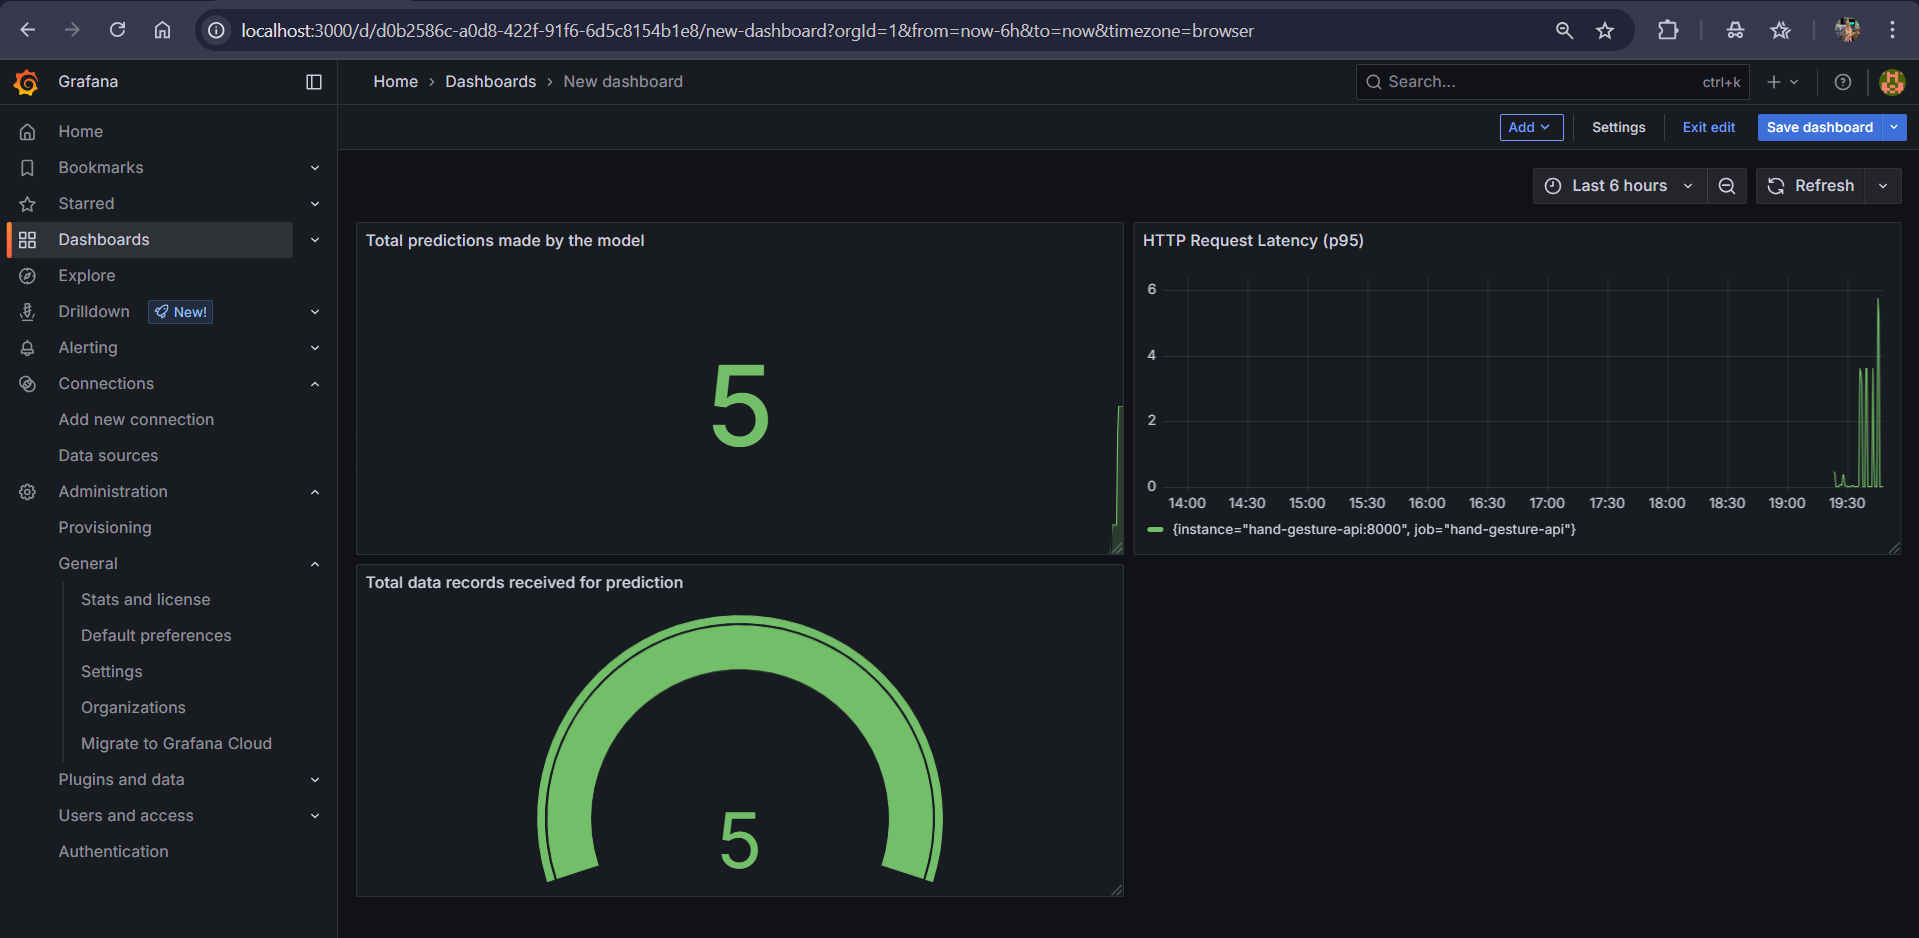 localhost:3000/d/d0b2586c-a0d8-422f-91f6-6d5c8154b1e8/new-dashboard?orgId=1&from=now-6h&to=now&timezone=browser
Grafana
Home › Dashboards › New dashboard
Search...
ctrl+k
Add
Settings
Exit edit
Save dashboard
Last 6 hours
Refresh
Home
Bookmarks
Starred
Dashboards
Explore
Drilldown
New!
Alerting
Connections
Add new connection
Data sources
Administration
Provisioning
General
Stats and license
Default preferences
Settings
Organizations
Migrate to Grafana Cloud
Plugins and data
Users and access
Authentication
Total predictions made by the model
5
HTTP Request Latency (p95)
6
4
2
0
14:00 14:30 15:00 15:30 16:00 16:30 17:00 17:30 18:00 18:30 19:00 19:30
{instance="hand-gesture-api:8000", job="hand-gesture-api"}
Total data records received for prediction
5